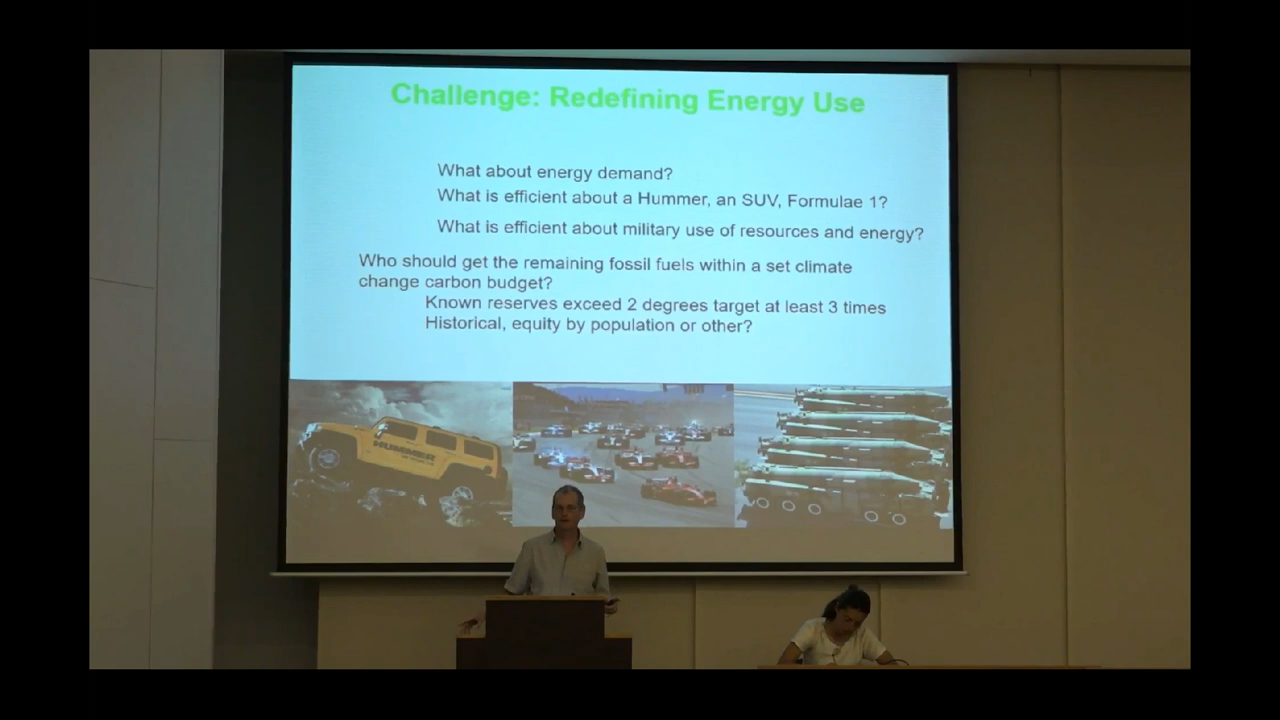 Challenge: Redefining Energy Use
What about energy demand?
What is efficient about a Hummer, an SUV, Formulae 1?
What is efficient about military use of resources and energy?
Who should get the remaining fossil fuels within a set climate
change carbon budget?
Known reserves exceed 2 degrees target at least 3 times
Historical, equity by population or other?
HUMMER